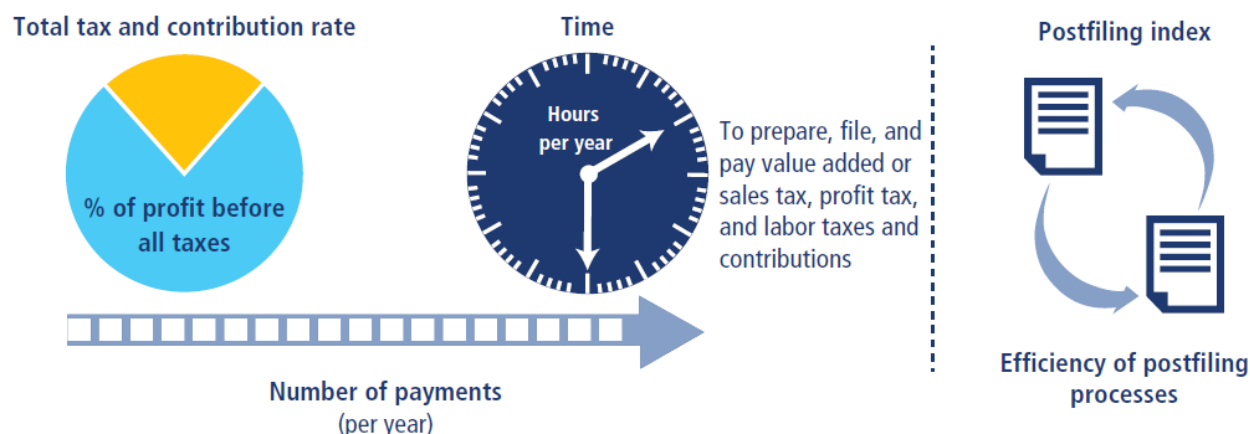 Total tax and contribution rate
% of profit before
all taxes
Time
Hours
per year
To prepare, file, and
pay value added or
sales tax, profit tax,
and labor taxes and
contributions
Number of payments
(per year)
Postfiling index
Efficiency of postfiling
processes